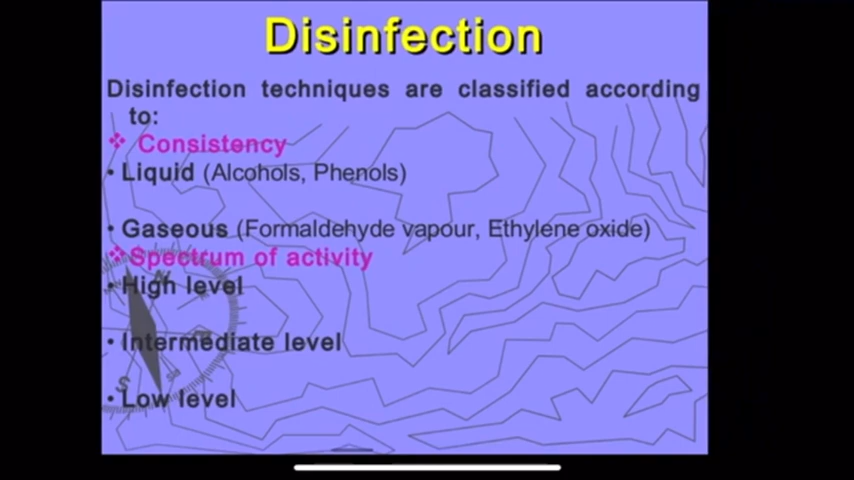 Disinfection
Disinfection techniques are classified according
to:
❖ Consistency
• Liquid (Alcohols, Phenols)
• Gaseous (Formaldehyde vapour, Ethylene oxide)
❖Spectrum of activity
• High level
• Intermediate level
• Low level
S